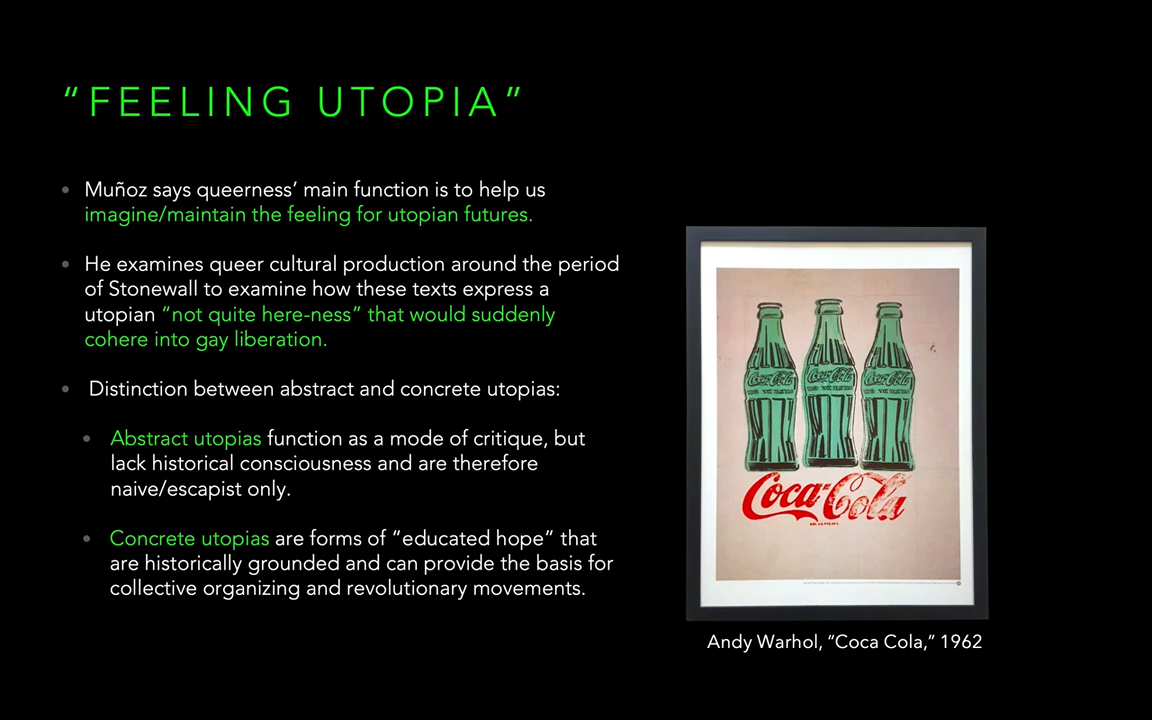 “FEELING UTOPIA”
• Muñoz says queerness’ main function is to help us
imagine/maintain the feeling for utopian futures.
• He examines queer cultural production around the period
of Stonewall to examine how these texts express a
utopian “not quite here-ness” that would suddenly
cohere into gay liberation.
• Distinction between abstract and concrete utopias:
• Abstract utopias function as a mode of critique, but
lack historical consciousness and are therefore
naive/escapist only.
• Concrete utopias are forms of “educated hope” that
are historically grounded and can provide the basis for
collective organizing and revolutionary movements.
Coca-Cola Coca-Cola Coca-Cola
Coca-Cola
Andy Warhol, “Coca Cola,” 1962